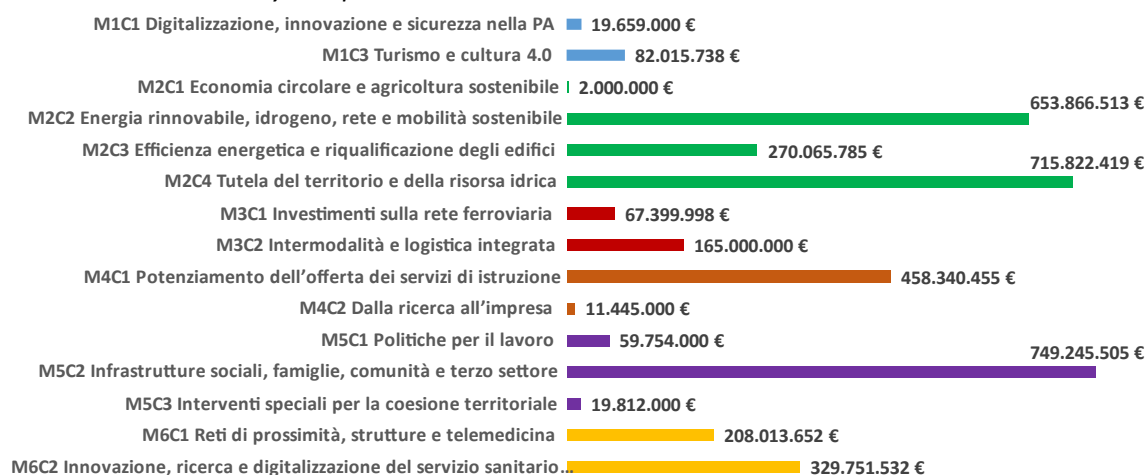 M1C1 Digitalizzazione, innovazione e sicurezza nella PA 19.659.000 €
M1C3 Turismo e cultura 4.0 82.015.738 €
M2C1 Economia circolare e agricoltura sostenibile 2.000.000 €
M2C2 Energia rinnovabile, idrogeno, rete e mobilità sostenibile 653.866.513 €
M2C3 Efficienza energetica e riqualificazione degli edifici 270.065.785 €
M2C4 Tutela del territorio e della risorsa idrica 715.822.419 €
M3C1 Investimenti sulla rete ferroviaria 67.399.998 €
M3C2 Intermodalità e logistica integrata 165.000.000 €
M4C1 Potenziamento dell'offerta dei servizi di istruzione 458.340.455 €
M4C2 Dalla ricerca all'impresa 11.445.000 €
M5C1 Politiche per il lavoro 59.754.000 €
M5C2 Infrastrutture sociali, famiglie, comunità e terzo settore 749.245.505 €
M5C3 Interventi speciali per la coesione territoriale 19.812.000 €
M6C1 Reti di prossimità, strutture e telemedicina 208.013.652 €
M6C2 Innovazione, ricerca e digitalizzazione del servizio sanitario… 329.751.532 €